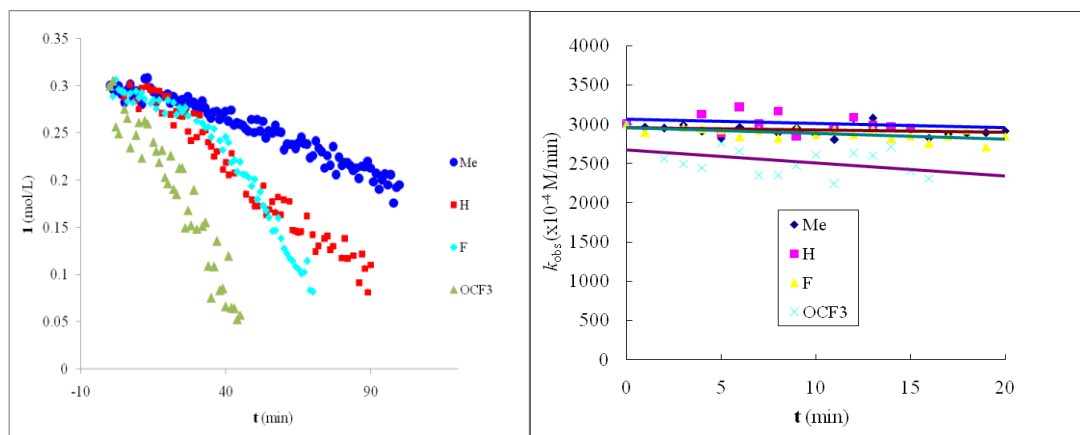 0.35
0.3
0.25
0.2
0.15
0.1
0.05
0
1 (mol/L)
-10
40
90
t (min)
Me
H
F
OCF3
4000
3500
3000
2500
2000
1500
1000
500
0
kobs (x10-4 M/min)
0
5
10
15
20
t (min)
Me
H
F
OCF3